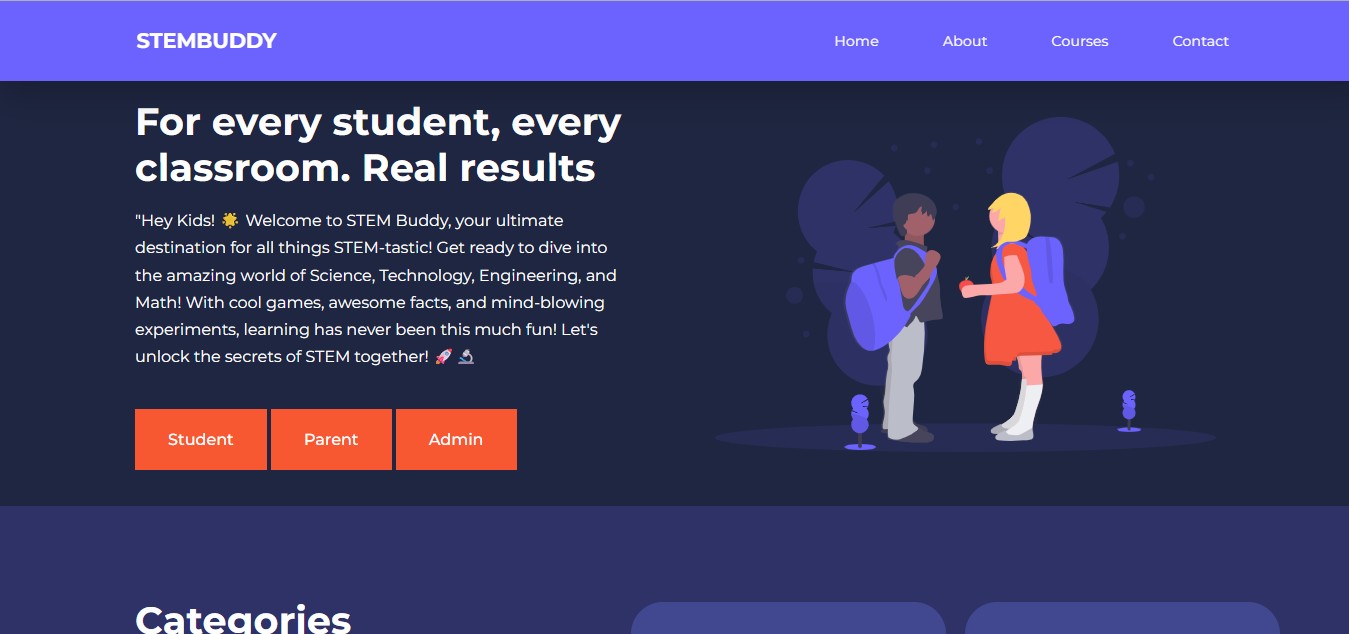 STEMBUDDY
Home About Courses Contact
For every student, every
classroom. Real results
"Hey Kids! 🌟 Welcome to STEM Buddy, your ultimate
destination for all things STEM-tastic! Get ready to dive into
the amazing world of Science, Technology, Engineering, and
Math! With cool games, awesome facts, and mind-blowing
experiments, learning has never been this much fun! Let's
unlock the secrets of STEM together! 🚀 🔬
Student Parent Admin
Categories